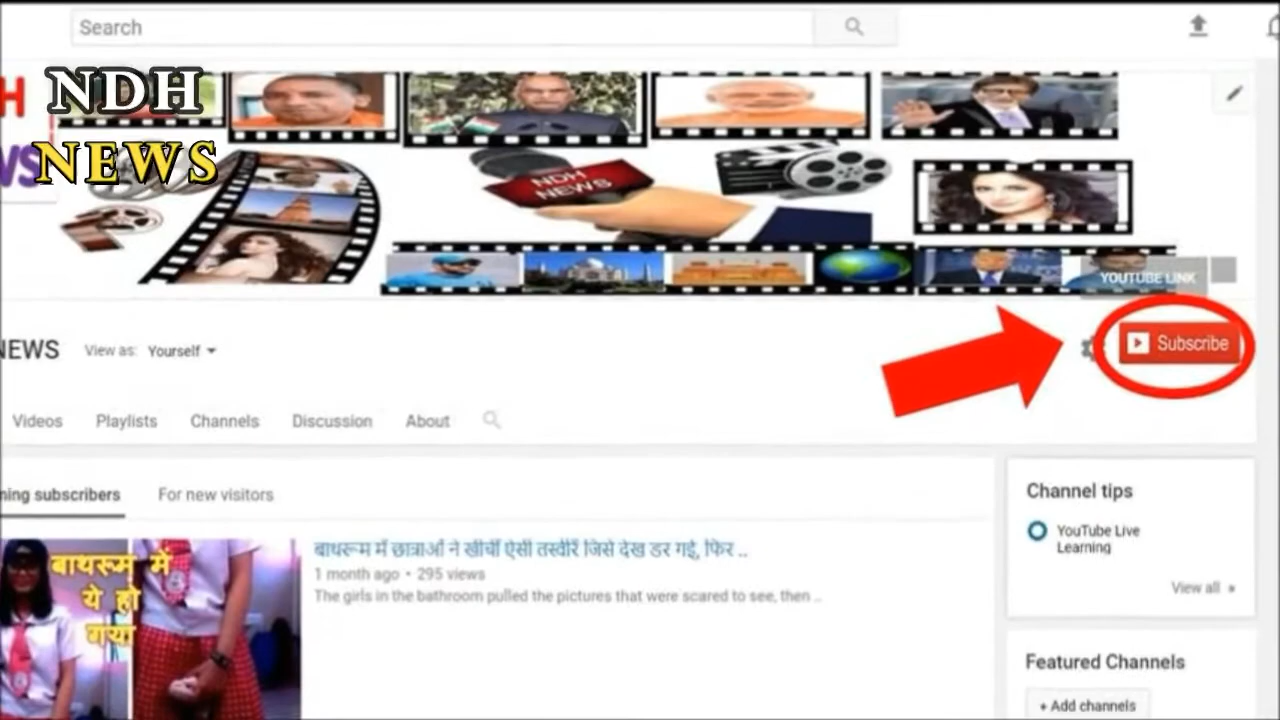 Search
H
NDH
NEWS
WS
NDH
NEWS
YOUTUBE LINK
NEWS
View as: Yourself
Subscribe
Videos
Playlists
Channels
Discussion
About
ning subscribers
For new visitors
बाथरूम में
ये हो
गया
बाथरूम में छात्राओं ने खींचीं ऐसी तस्वीरें जिसे देख डर गई, फिर ..
1 month ago • 295 views
The girls in the bathroom pulled the pictures that were scared to see, then ..
Channel tips
YouTube Live
Learning
View all »
Featured Channels
+ Add channels